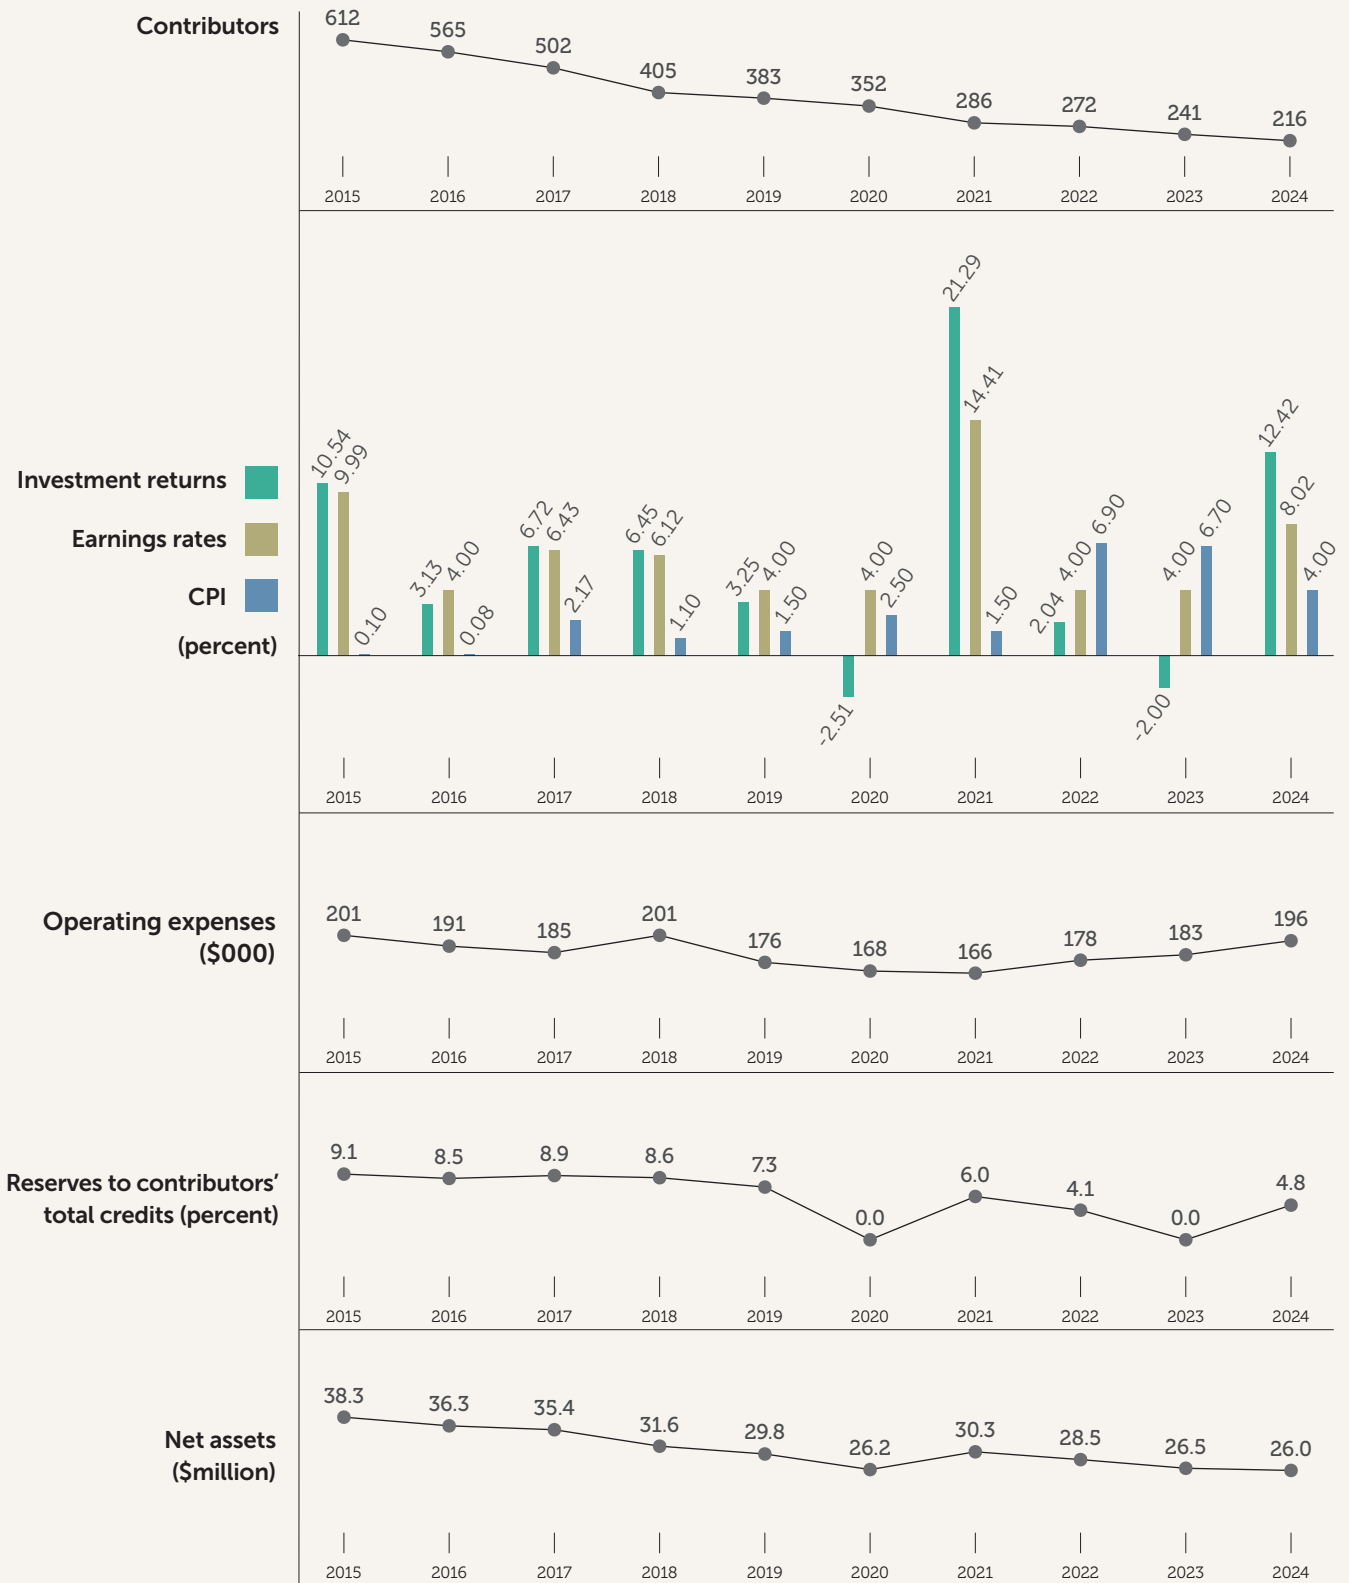 Contributors
612 565 502 405 383 352 286 272 241 216
2015 2016 2017 2018 2019 2020 2021 2022 2023 2024
Investment returns
Earnings rates
CPI
(percent)
10.54 9.99 0.10 3.13 4.00 0.08 6.72 6.43 2.17 6.45 6.12 1.10 3.25 4.00 1.50 -2.51 4.00 2.50 21.29 14.41 1.50 2.04 4.00 6.90 -2.00 4.00 6.70 12.42 8.02 4.00
2015 2016 2017 2018 2019 2020 2021 2022 2023 2024
Operating expenses
($000)
201 191 185 201 176 168 166 178 183 196
2015 2016 2017 2018 2019 2020 2021 2022 2023 2024
Reserves to contributors’
total credits (percent)
9.1 8.5 8.9 8.6 7.3 0.0 6.0 4.1 0.0 4.8
2015 2016 2017 2018 2019 2020 2021 2022 2023 2024
Net assets
($million)
38.3 36.3 35.4 31.6 29.8 26.2 30.3 28.5 26.5 26.0
2015 2016 2017 2018 2019 2020 2021 2022 2023 2024